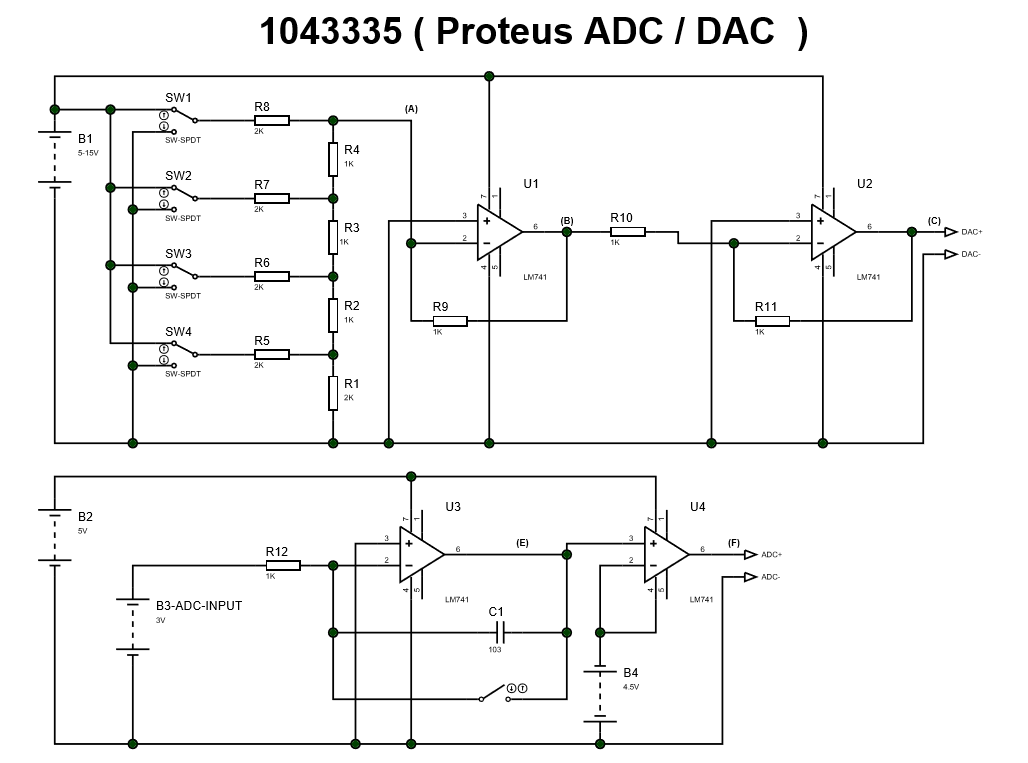 1043335 ( Proteus ADC / DAC )
SW1
SW-SPDT
R8
2K
(A)
B1
5-15V
R4
1K
SW2
SW-SPDT
R7
2K
U1
7
1
3
2
6
4
5
LM741
(B)
R10
1K
U2
7
1
3
2
6
4
5
LM741
(C)
DAC+
DAC-
R3
1K
SW3
SW-SPDT
R6
2K
R2
1K
R9
1K
R11
1K
SW4
SW-SPDT
R5
2K
R1
2K
B2
5V
U3
7
1
3
2
6
4
5
LM741
(E)
U4
7
1
3
2
6
4
5
LM741
(F)
ADC+
ADC-
R12
1K
B3-ADC-INPUT
3V
C1
103
B4
4.5V